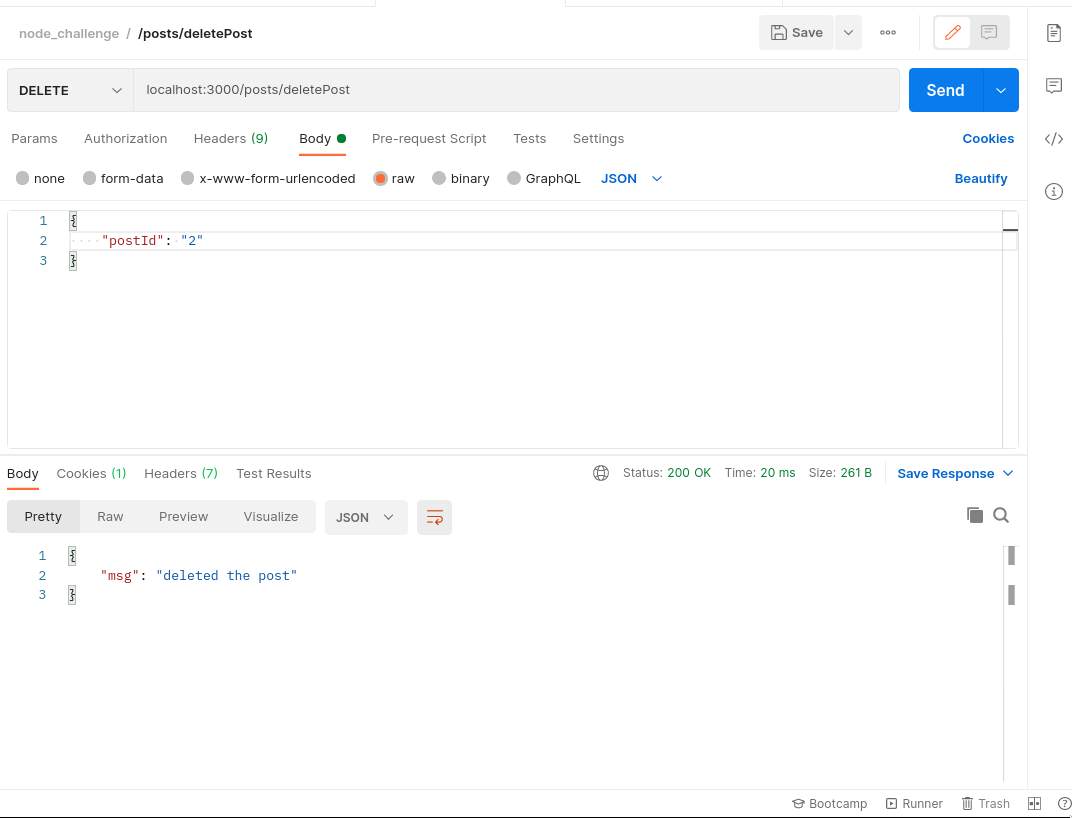 node_challenge / /posts/deletePost
Save
DELETE
localhost:3000/posts/deletePost
Send
Params Authorization Headers (9) Body Pre-request Script Tests Settings Cookies
none form-data x-www-form-urlencoded raw binary GraphQL JSON Beautify
1 {
2 ····"postId":·"2"
3 }
Body Cookies (1) Headers (7) Test Results Status: 200 OK Time: 20 ms Size: 261 B Save Response
Pretty Raw Preview Visualize JSON
1 {
2 "msg": "deleted the post"
3 }
Bootcamp Runner Trash